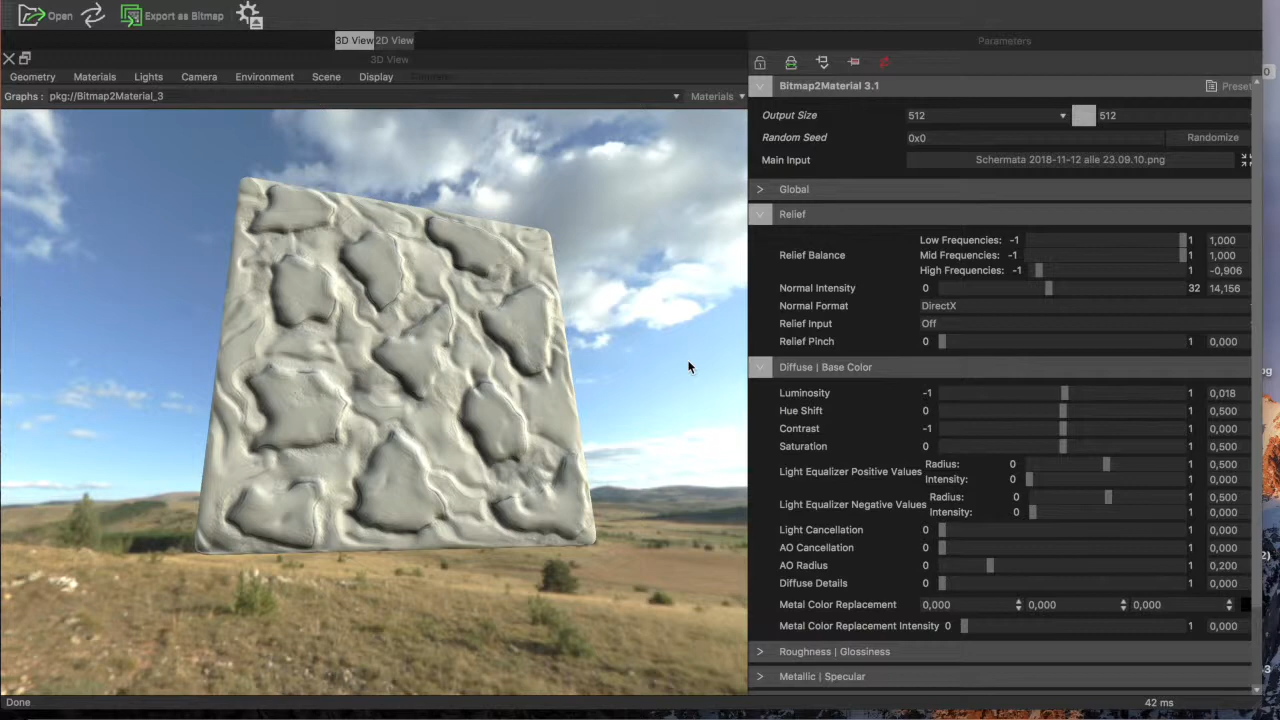 Open
Export as Bitmap
3D View 2D View
Parameters
3D View
Geometry Materials Lights Camera Environment Scene Display
Graphs : pkg://Bitmap2Material_3 Materials
Bitmap2Material 3.1 Preset
Output Size 512 512
Random Seed 0x0 Randomize
Main Input Schermata 2018-11-12 alle 23.09.10.png
Global
Relief
Relief Balance
Low Frequencies: -1 1 1,000
Mid Frequencies: -1 1 1,000
High Frequencies: -1 1 -0,906
Normal Intensity 0 32 14,156
Normal Format DirectX
Relief Input Off
Relief Pinch 0 1 0,000
Diffuse | Base Color
Luminosity -1 1 0,018
Hue Shift 0 1 0,500
Contrast -1 1 0,000
Saturation 0 1 0,500
Light Equalizer Positive Values
Radius: 0 1 0,500
Intensity: 0 1 0,000
Light Equalizer Negative Values
Radius: 0 1 0,500
Intensity: 0 1 0,000
Light Cancellation 0 1 0,000
AO Cancellation 0 1 0,000
AO Radius 0 1 0,200
Diffuse Details 0 1 0,000
Metal Color Replacement 0,000 0,000 0,000
Metal Color Replacement Intensity 0 1 0,000
Roughness | Glossiness
Metallic | Specular
Done 42 ms